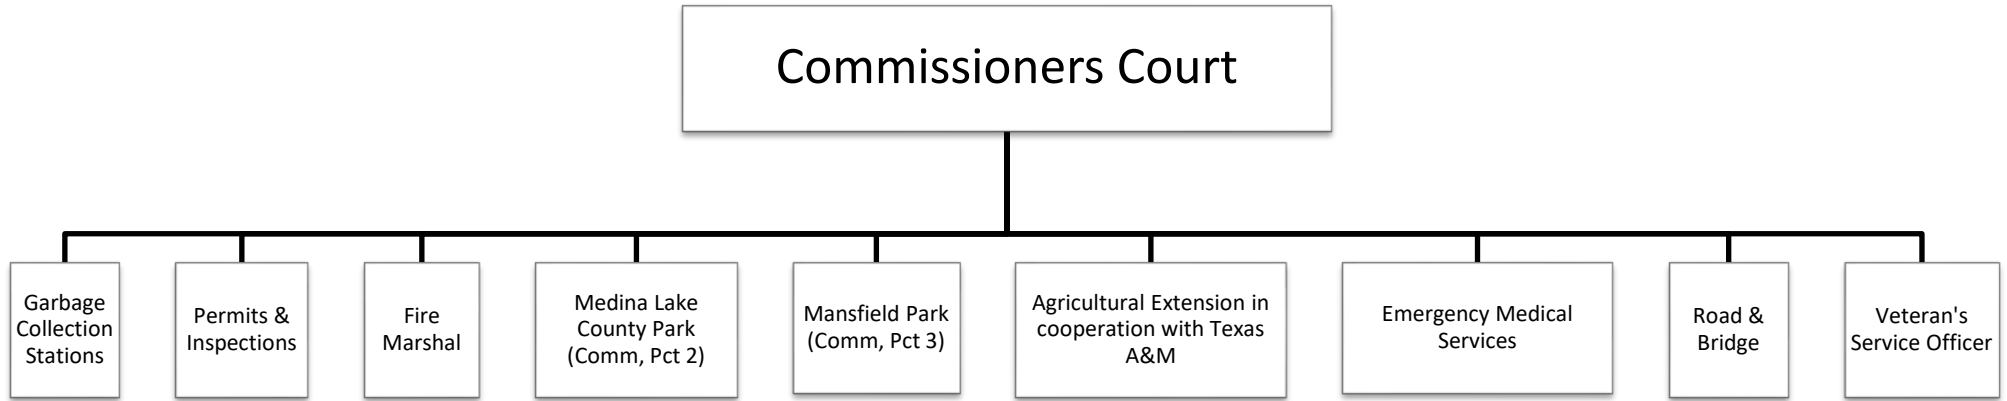 Commissioners Court
Garbage
Collection
Stations
Permits &
Inspections
Fire
Marshal
Medina Lake
County Park
(Comm, Pct 2)
Mansfield Park
(Comm, Pct 3)
Agricultural Extension in
cooperation with Texas
A&M
Emergency Medical
Services
Road &
Bridge
Veteran's
Service Officer